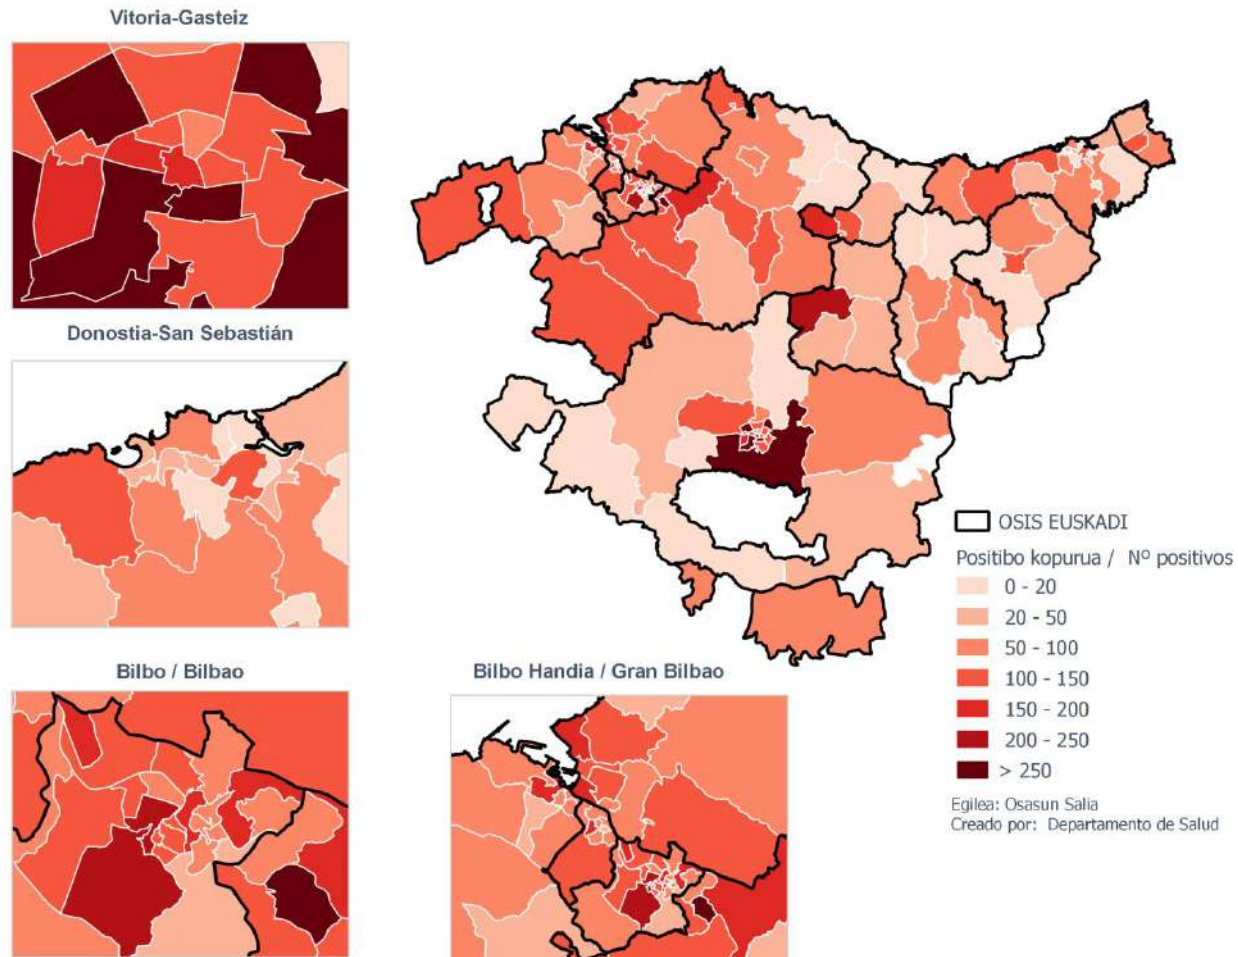 Vitoria-Gasteiz
Donostia-San Sebastián
Bilbo / Bilbao
Bilbo Handia / Gran Bilbao
OSIS EUSKADI
Positibo kopurua / Nº positivos
0 - 20
20 - 50
50 - 100
100 - 150
150 - 200
200 - 250
> 250
Egilea: Osasun Salia
Creado por: Departamento de Salud